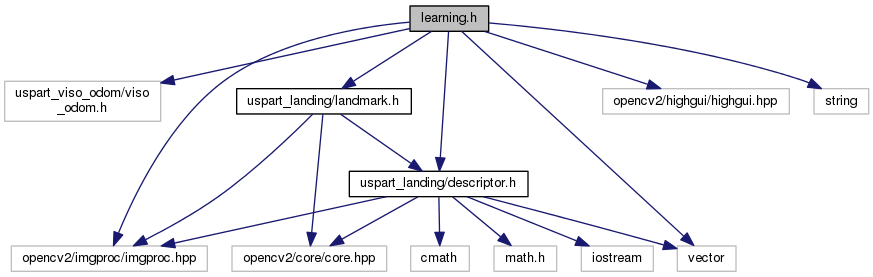 learning.h
uspart_viso_odom/viso
_odom.h
uspart_landing/landmark.h
opencv2/highgui/highgui.hpp
string
uspart_landing/descriptor.h
opencv2/imgproc/imgproc.hpp
opencv2/core/core.hpp
cmath
math.h
iostream
vector